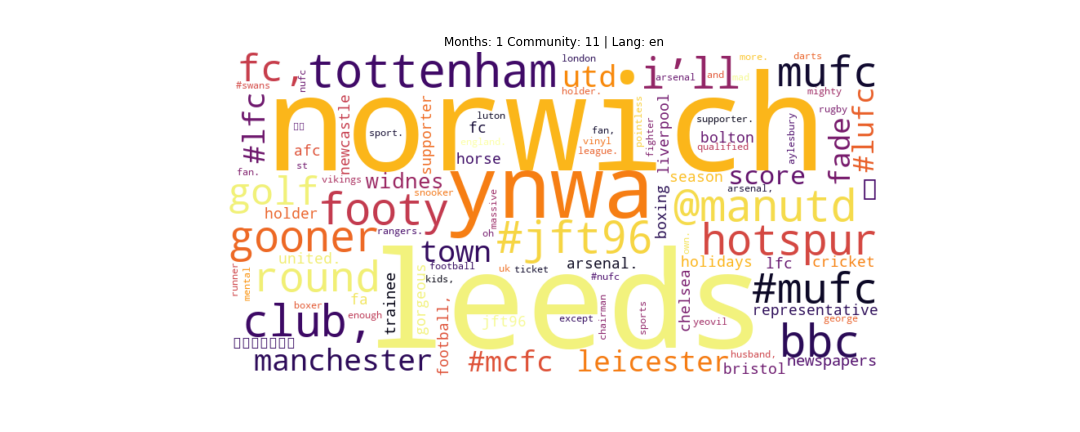 Months: 1 Community: 11 | Lang: en
fc,
tottenham
london
utd
i’ll
arsenal
and
more.
darts
mufc
#swans
nufc
holder.
mighty
norwich
#lfc
newcastle
supporter
luton
fc
sport.
fan,
vinyl
league.
pointless
fighter
liverpool
supporter.
bolton
qualified
aylesbury
rugby
fade
#lufc
afc
st
horse
fan.
vikings
widnes
snooker
ynwa
boxing
season
score
arsenal,
golf
holder
footy
massive
@manutd
gooner
rangers.
oh
#jft96
own.
hotspur
town
united.
football
uk
ticket
arsenal.
holidays
lfc
cricket
runner
mental
round
kids,
#nufc
chelsea
#mufc
representative
fa
trainee
gorgeous
leeds
boxer
enough
club,
football,
jft96
except
chairman
sports
yeovil
george
bbc
manchester
#mcfc
leicester
bristol
husband,
newspapers